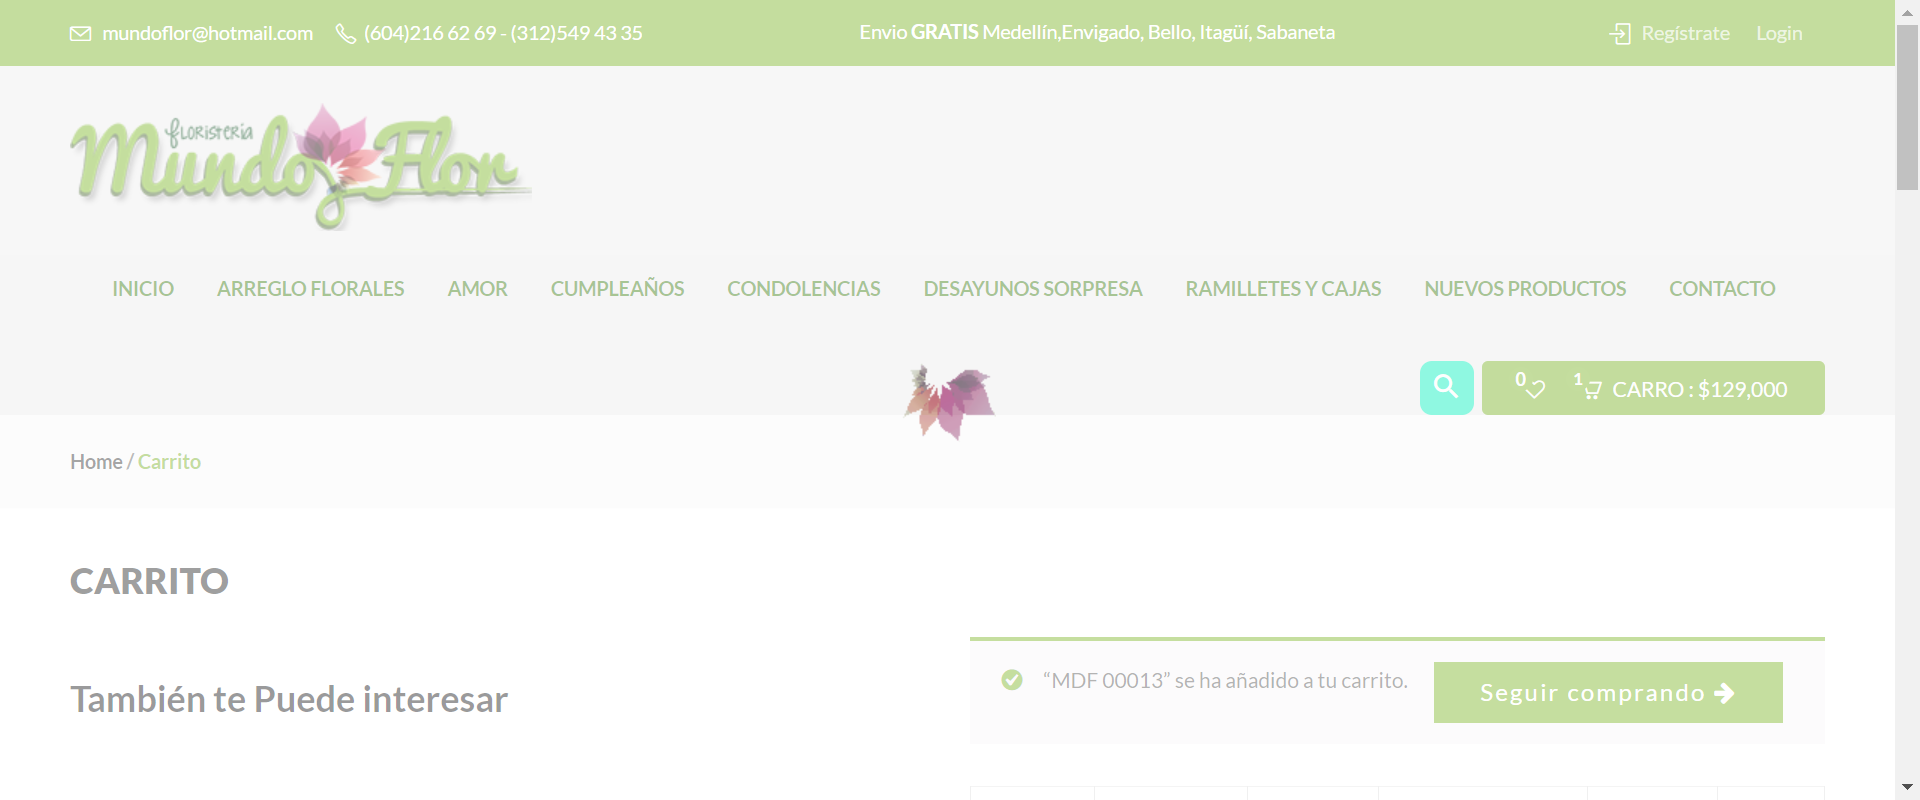 mundoflor@hotmail.com (604)216 62 69 - (312)549 43 35 Envio GRATIS Medellín,Envigado, Bello, Itagüí, Sabaneta Regístrate Login
FLORISTERIA
Mundo Flor
INICIO ARREGLO FLORALES AMOR CUMPLEAÑOS CONDOLENCIAS DESAYUNOS SORPRESA RAMILLETES Y CAJAS NUEVOS PRODUCTOS CONTACTO
0 1 CARRO : $129,000
Home / Carrito
CARRITO
“MDF 00013” se ha añadido a tu carrito. Seguir comprando
También te Puede interesar